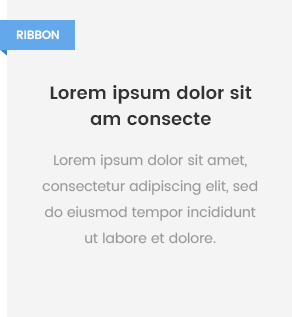 RIBBON
Lorem ipsum dolor sit
am consecte
Lorem ipsum dolor sit amet,
consectetur adipiscing elit, sed
do eiusmod tempor incididunt
ut labore et dolore.